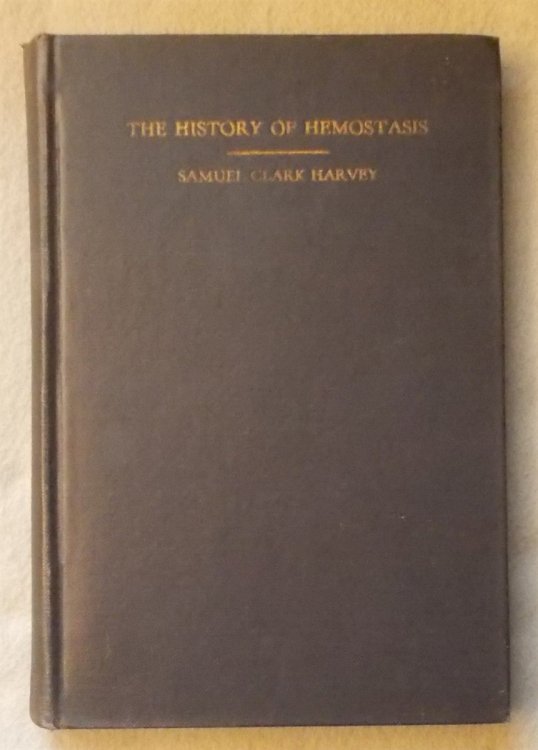 THE HISTORY OF HEMOSTASIS
SAMUEL CLARK HARVEY